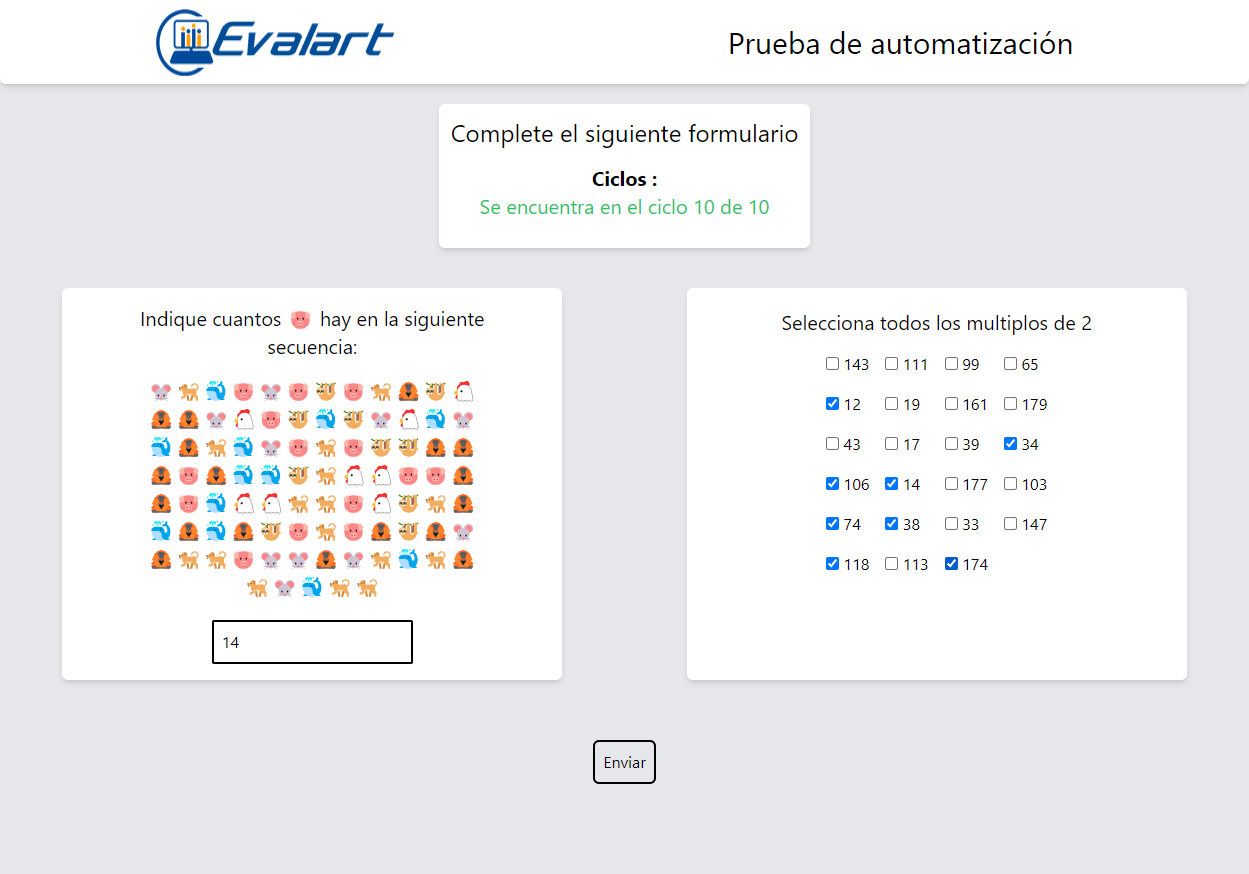 Evalart
Prueba de automatización
Complete el siguiente formulario
Ciclos :
Se encuentra en el ciclo 10 de 10
Indique cuantos hay en la siguiente
secuencia:
14
Selecciona todos los multiplos de 2
143 111 99 65
12 19 161 179
43 17 39 34
106 14 177 103
74 38 33 147
118 113 174
Enviar